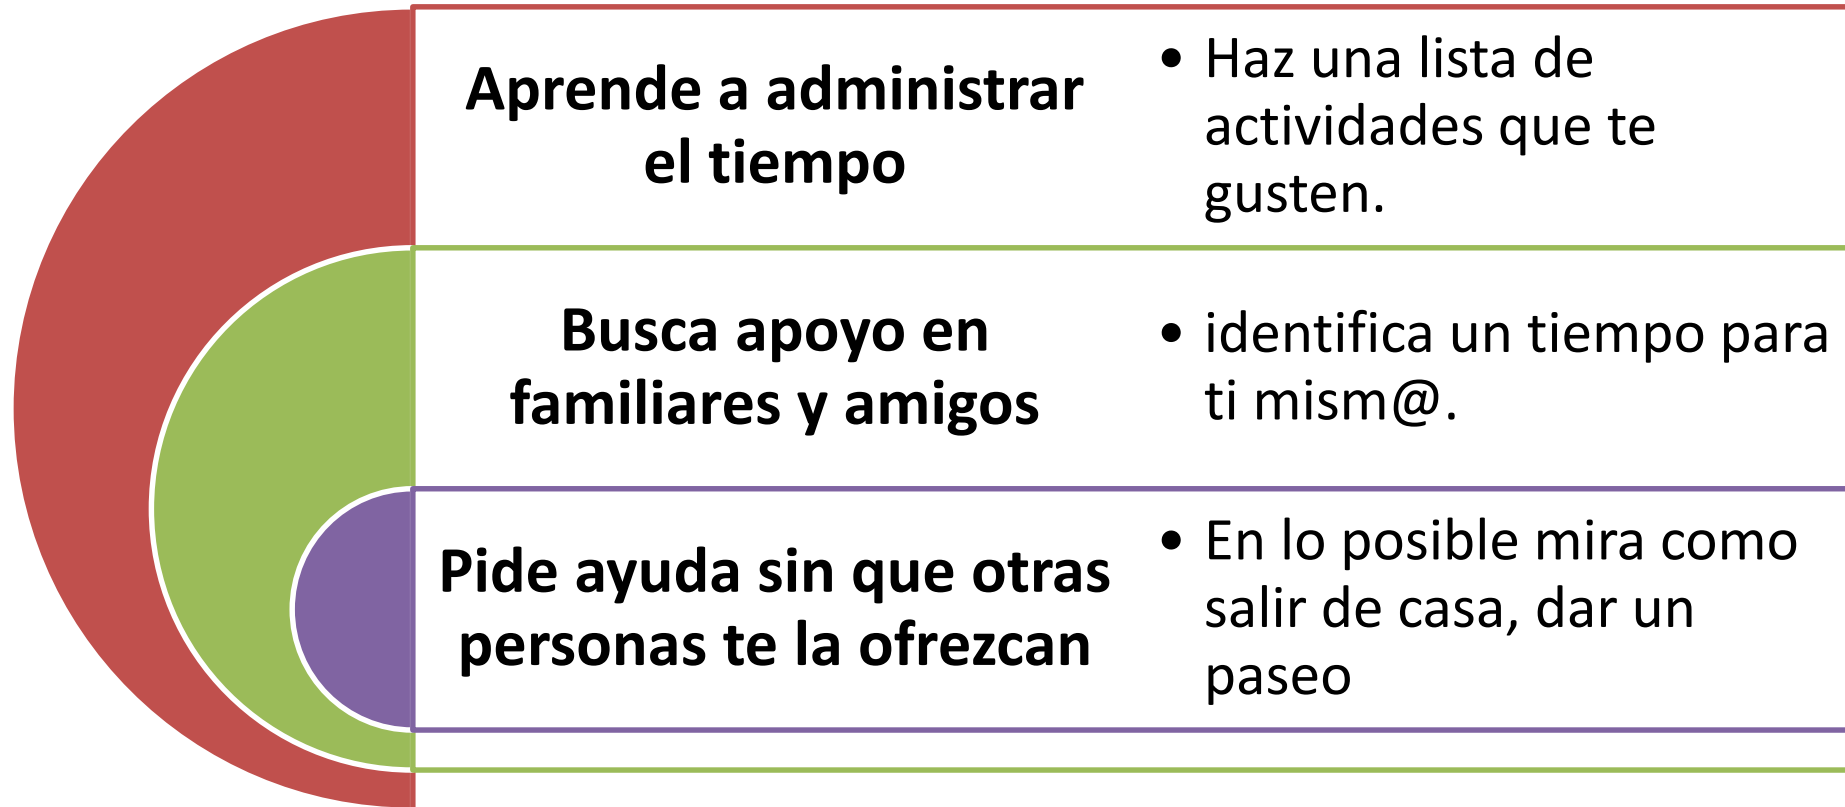 Aprende a administrar
el tiempo
• Haz una lista de
actividades que te
gusten.
Busca apoyo en
familiares y amigos
• identifica un tiempo para
ti mism@.
Pide ayuda sin que otras
personas te la ofrezcan
• En lo posible mira como
salir de casa, dar un
paseo